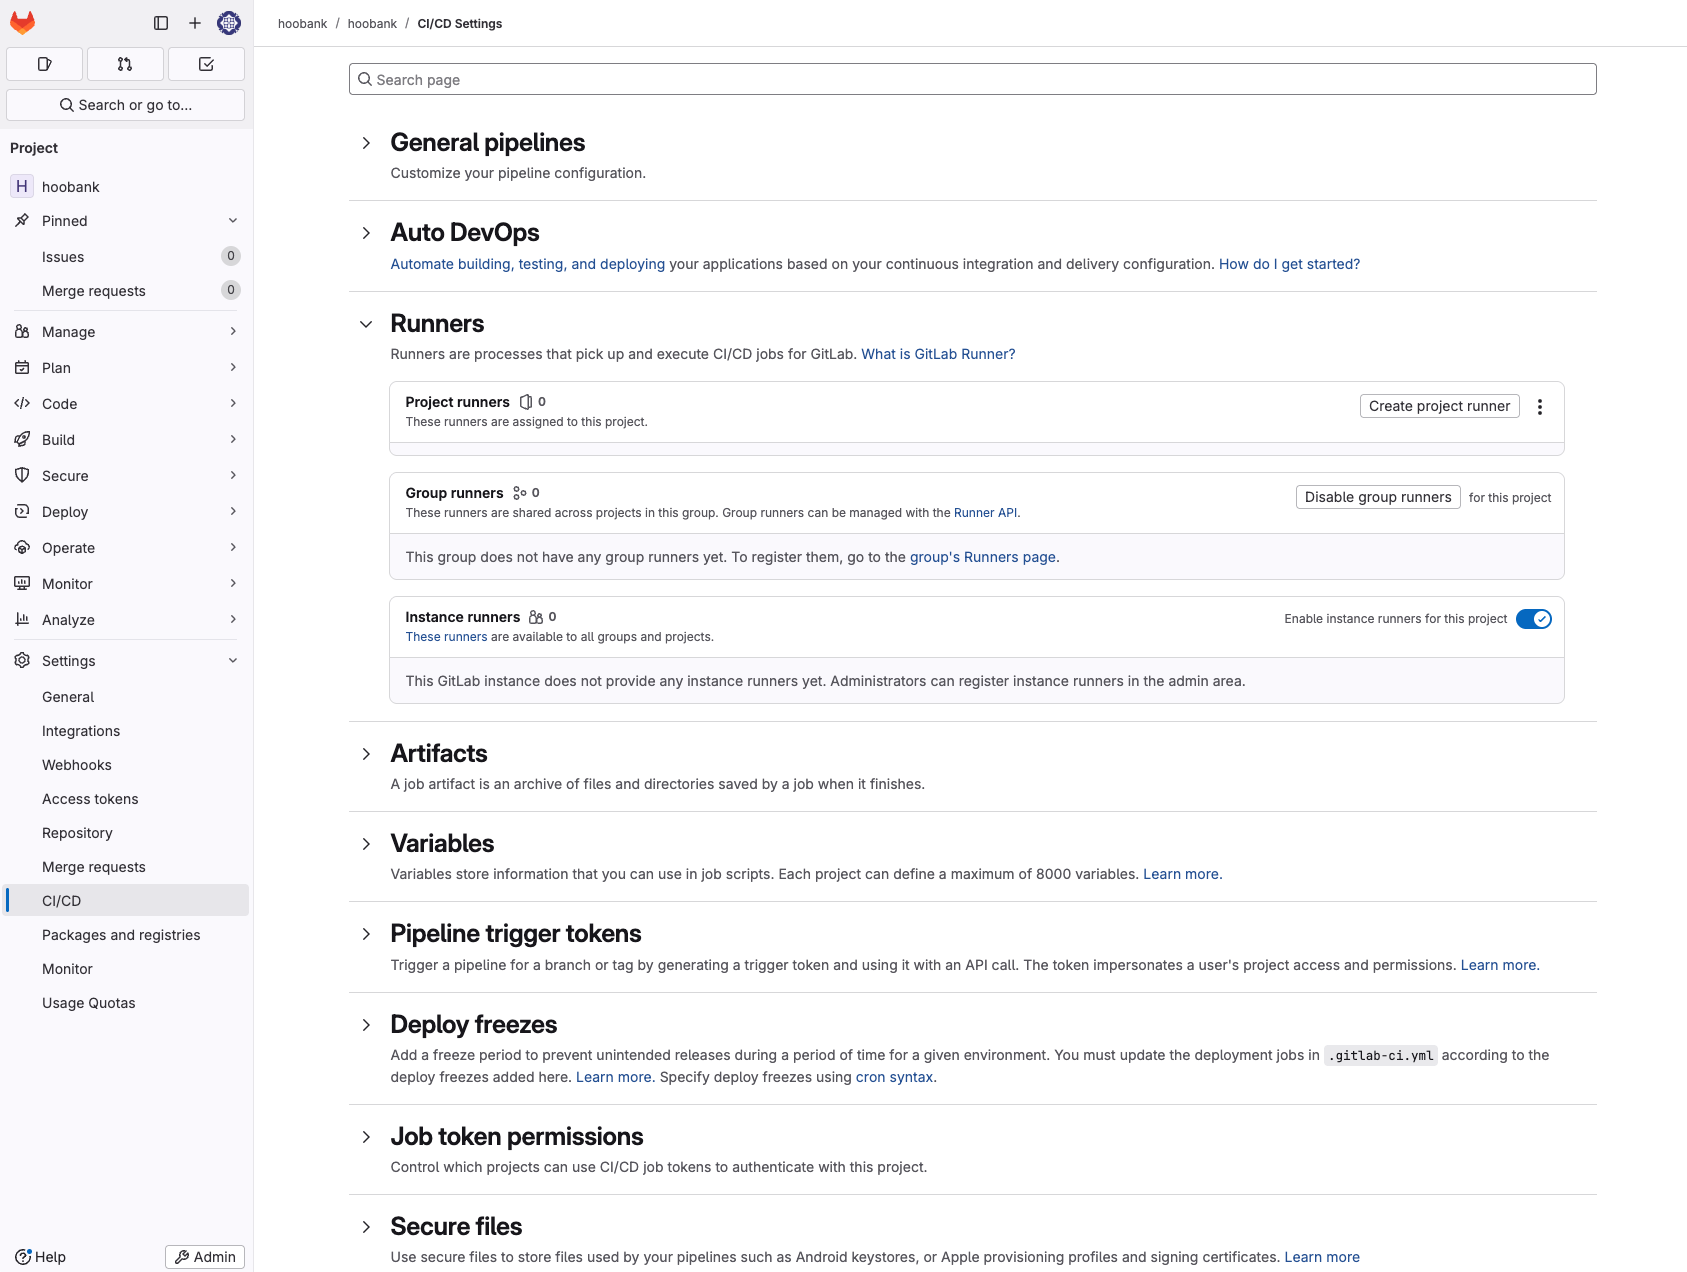 hoobank / hoobank / CI/CD Settings
Search or go to...
Project
H hoobank
Pinned
Issues 0
Merge requests 0
Manage
Plan
Code
Build
Secure
Deploy
Operate
Monitor
Analyze
Settings
General
Integrations
Webhooks
Access tokens
Repository
Merge requests
CI/CD
Packages and registries
Monitor
Usage Quotas
Help
Admin
Search page
General pipelines
Customize your pipeline configuration.
Auto DevOps
Automate building, testing, and deploying your applications based on your continuous integration and delivery configuration. How do I get started?
Runners
Runners are processes that pick up and execute CI/CD jobs for GitLab. What is GitLab Runner?
Project runners 0
These runners are assigned to this project.
Create project runner
Group runners 0
These runners are shared across projects in this group. Group runners can be managed with the Runner API.
Disable group runners for this project
This group does not have any group runners yet. To register them, go to the group's Runners page.
Instance runners 0
These runners are available to all groups and projects.
Enable instance runners for this project
This GitLab instance does not provide any instance runners yet. Administrators can register instance runners in the admin area.
Artifacts
A job artifact is an archive of files and directories saved by a job when it finishes.
Variables
Variables store information that you can use in job scripts. Each project can define a maximum of 8000 variables. Learn more.
Pipeline trigger tokens
Trigger a pipeline for a branch or tag by generating a trigger token and using it with an API call. The token impersonates a user's project access and permissions. Learn more.
Deploy freezes
Add a freeze period to prevent unintended releases during a period of time for a given environment. You must update the deployment jobs in .gitlab-ci.yml according to the
deploy freezes added here. Learn more. Specify deploy freezes using cron syntax.
Job token permissions
Control which projects can use CI/CD job tokens to authenticate with this project.
Secure files
Use secure files to store files used by your pipelines such as Android keystores, or Apple provisioning profiles and signing certificates. Learn more